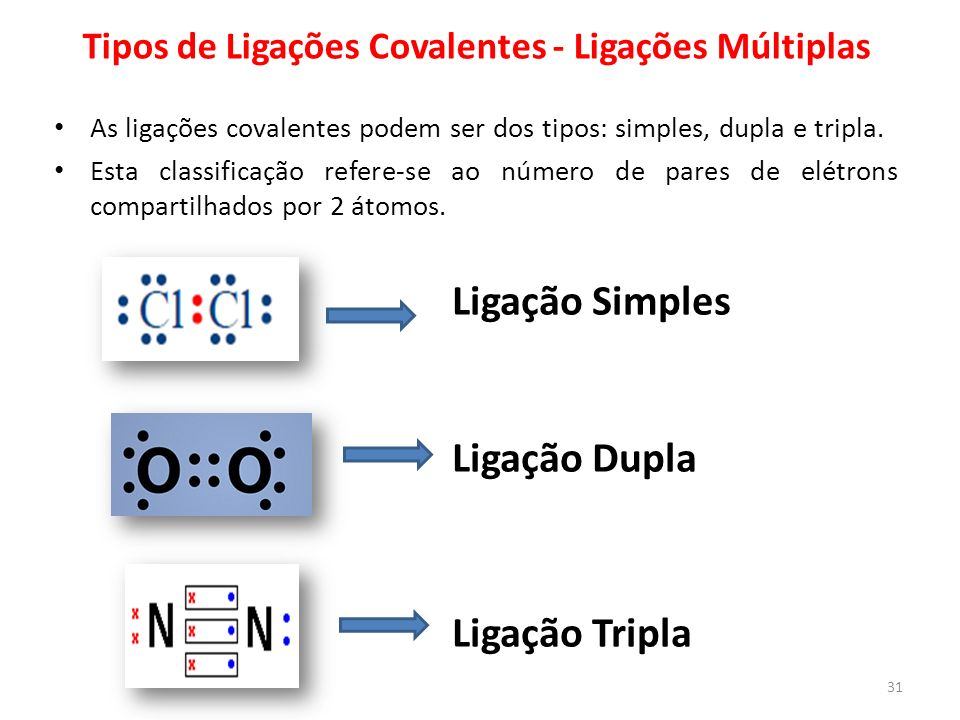 Tipos de Ligações Covalentes - Ligações Múltiplas
• As ligações covalentes podem ser dos tipos: simples, dupla e tripla.
• Esta classificação refere-se ao número de pares de elétrons
compartilhados por 2 átomos.
Cl Cl
Ligação Simples
O O
Ligação Dupla
x x N x x x N
Ligação Tripla
31